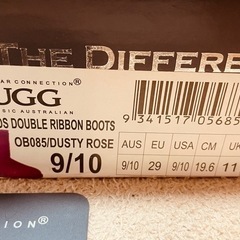 THE DIFFERE
AR CONNECTION®
UGG
SIC AUSTRALIAN
DS DOUBLE RIBBON BOOTS
OB085/DUSTY ROSE
9/10
9 341517 05685
AUS EU USA CM UK
9/10 29 9/10 19.6 11
CTION®